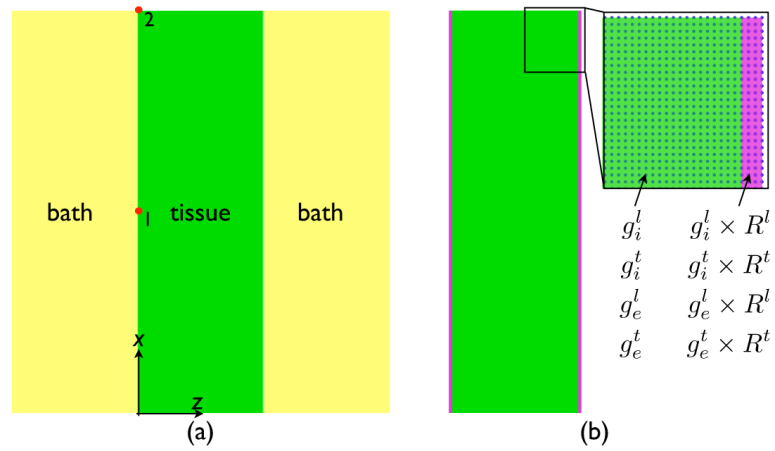 2
bath
tissue
bath
1
x
z
(a)
g_i^l g_i^l × R^l
g_i^t g_i^t × R^t
g_e^l g_e^l × R^l
g_e^t g_e^t × R^t
(b)